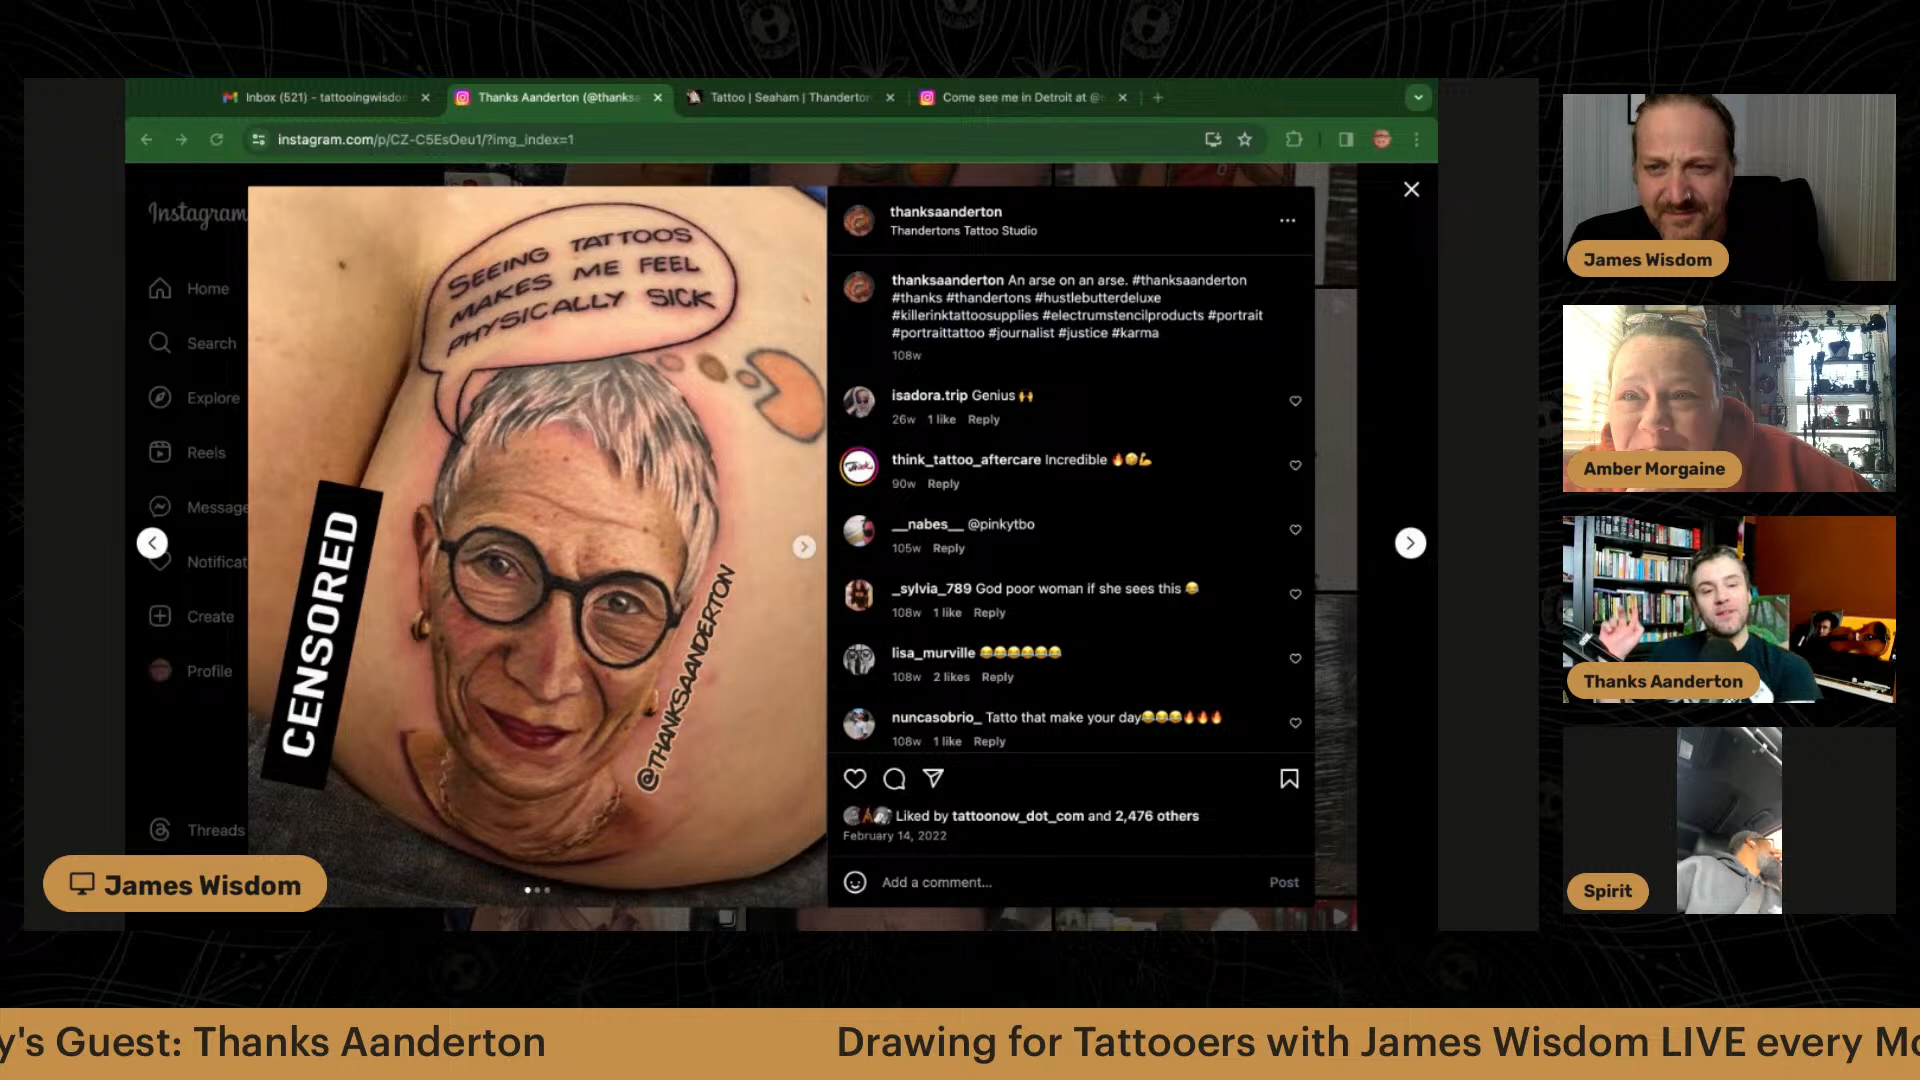 Inbox (521) - tattooingwisdo
Thanks Aanderton (@thanks
Tattoo | Seaham | Thanderton
Come see me in Detroit at @
instagram.com/p/CZ-C5EsOeu1/?img_index=1
Instagram
Home
Search
Explore
Reels
Message
Notificat
Create
Profile
Threads
SEEING TATTOOS
MAKES ME FEEL
PHYSICALLY SICK
CENSORED
@THANKSAANDERTON
thanksaanderton
Thandertons Tattoo Studio
thanksaanderton An arse on an arse. #thanksaanderton
#thanks #thandertons #hustlebutterdeluxe
#killerinktattoosupplies #electrumstencilproducts #portrait
#portraittattoo #journalist #justice #karma
108w
isadora.trip Genius 🙌
26w 1 like Reply
think_tattoo_aftercare Incredible 🔥🤣💪
90w Reply
__nabes__ @pinkytbo
105w Reply
_sylvia_789 God poor woman if she sees this 😂
108w 1 like Reply
lisa_murville 😂😂😂😂😂😂
108w 2 likes Reply
nuncasobrio_ Tatto that make your day😂😂😂🔥🔥🔥
108w 1 like Reply
Liked by tattoonow_dot_com and 2,476 others
February 14, 2022
Add a comment...
Post
James Wisdom
James Wisdom
Amber Morgaine
Thanks Aanderton
Spirit
y's Guest: Thanks Aanderton
Drawing for Tattooers with James Wisdom LIVE every Mo